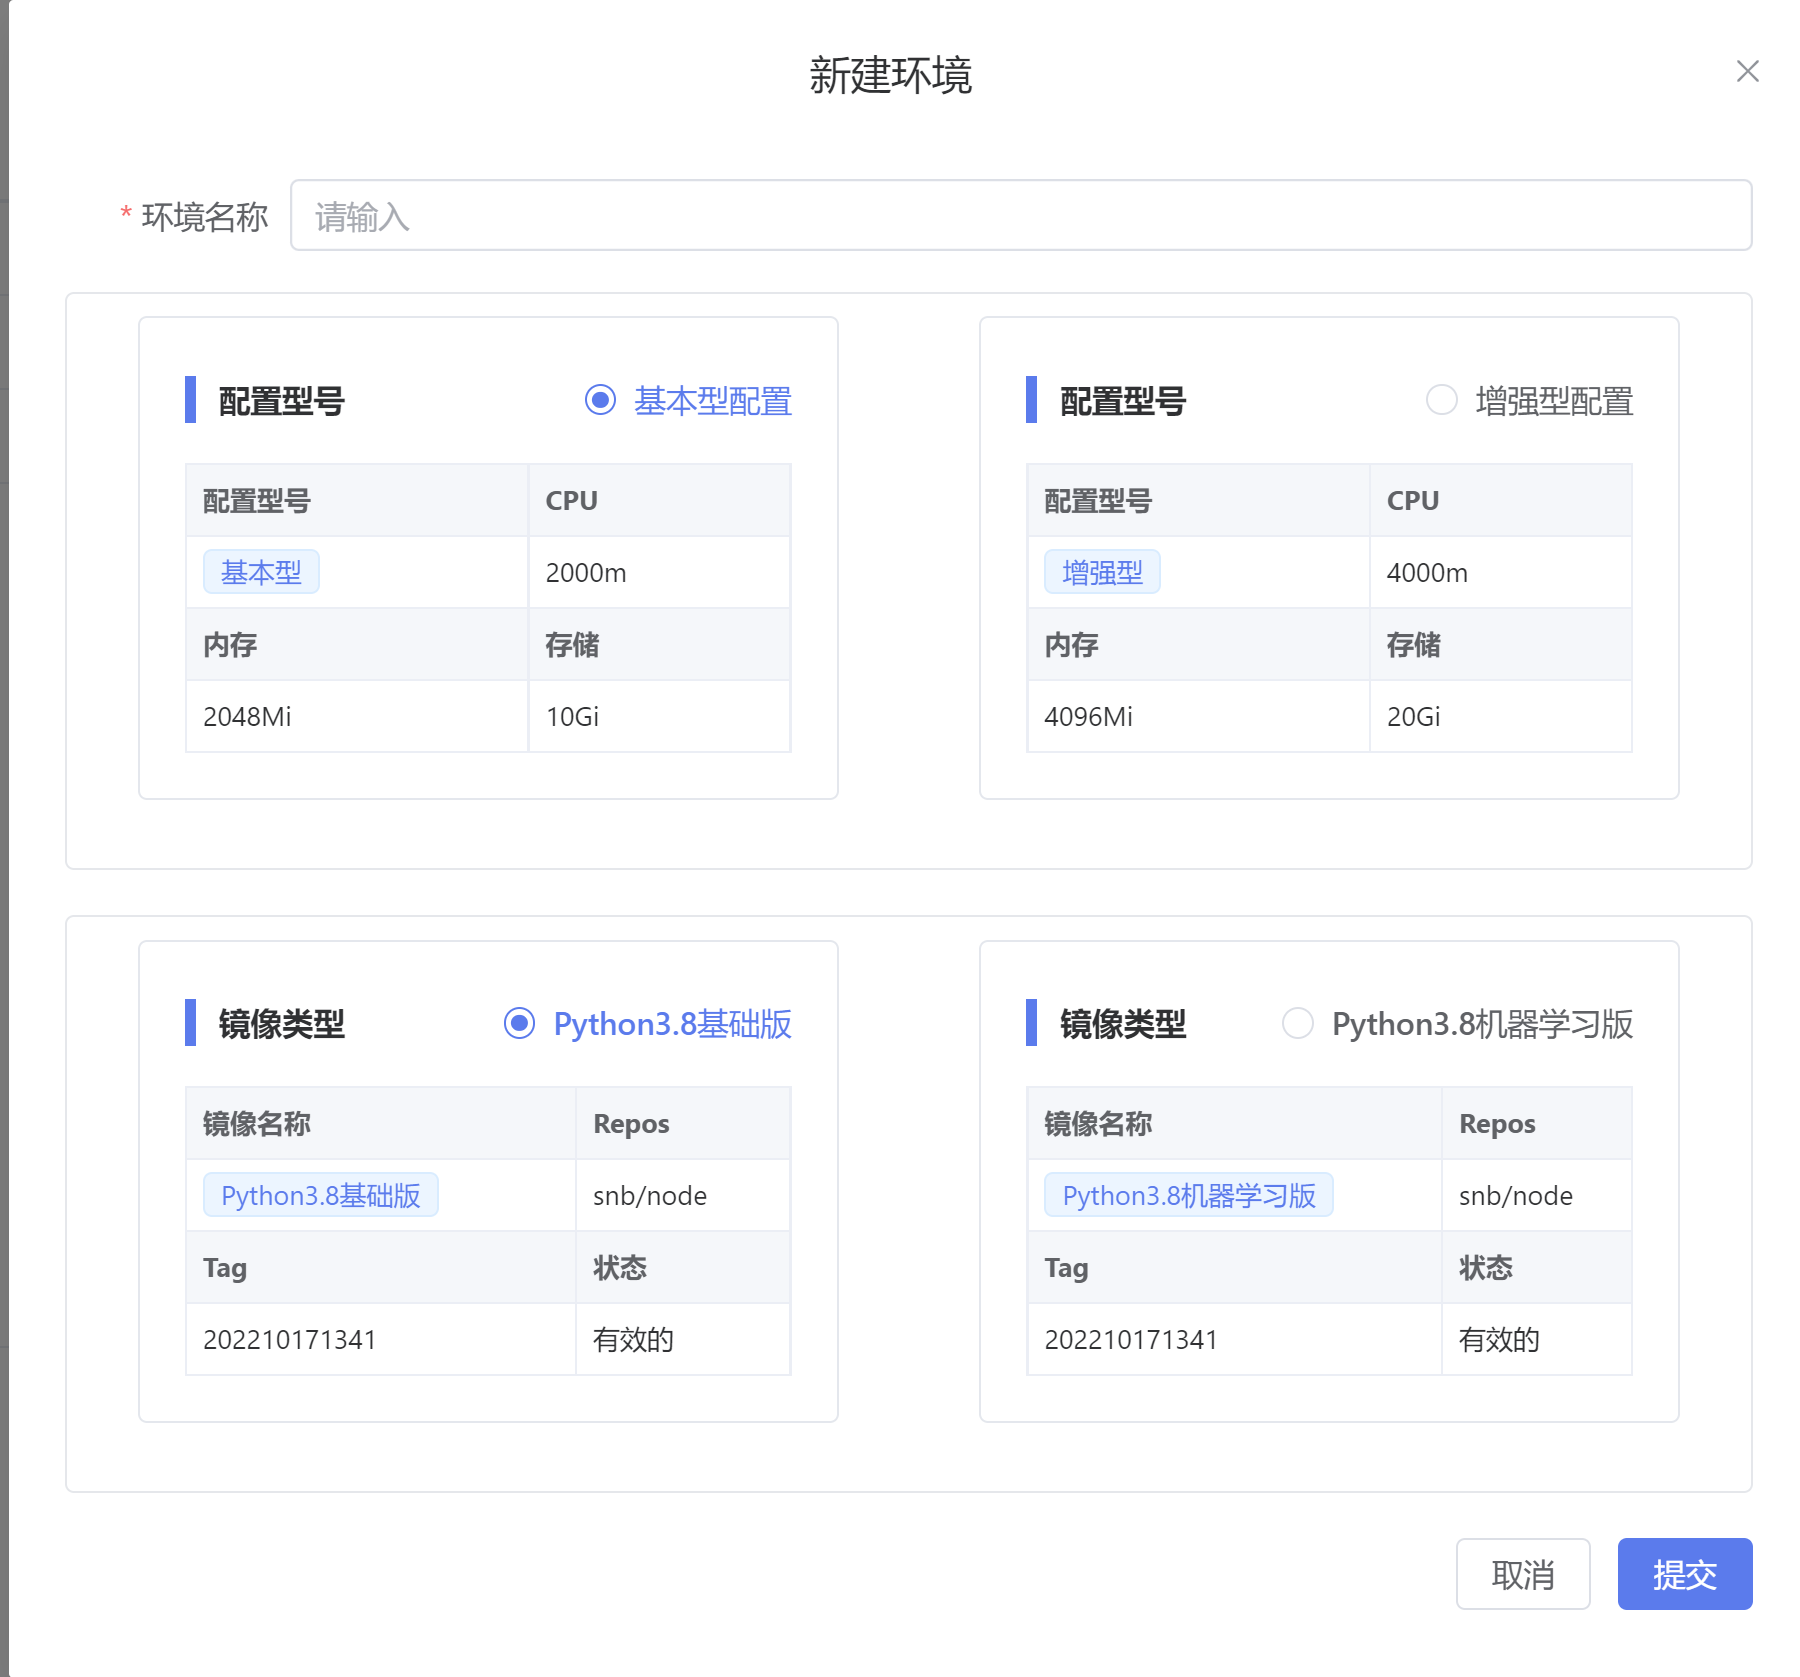 新建环境
* 环境名称 请输入
配置型号 基本型配置
配置型号 CPU
基本型 2000m
内存 存储
2048Mi 10Gi
配置型号 增强型配置
配置型号 CPU
增强型 4000m
内存 存储
4096Mi 20Gi
镜像类型 Python3.8基础版
镜像名称 Repos
Python3.8基础版 snb/node
Tag 状态
202210171341 有效的
镜像类型 Python3.8机器学习版
镜像名称 Repos
Python3.8机器学习版 snb/node
Tag 状态
202210171341 有效的
取消 提交